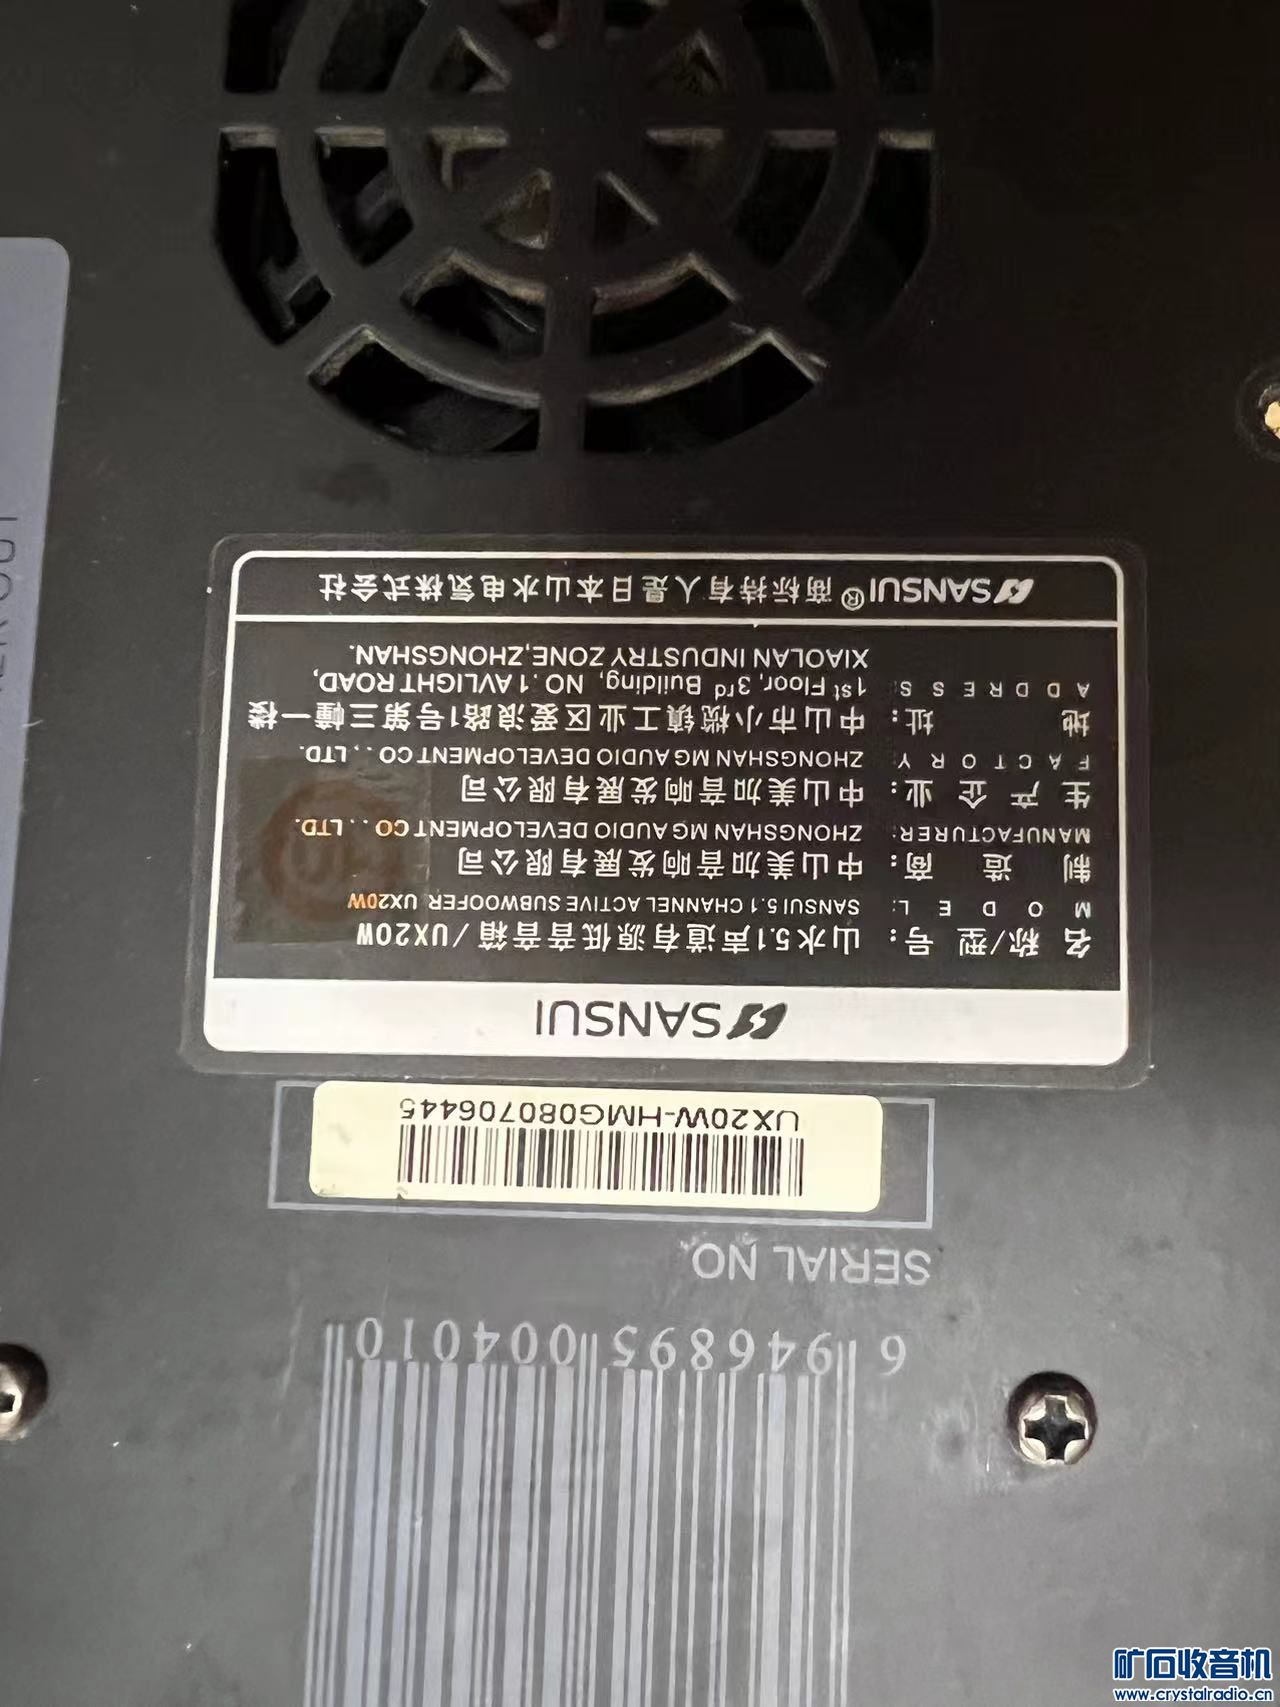 6 946895 004010
SERIAL NO
UX20W-HMG080706445
SANSUI
名称/型号：山水5.1声道有源低音音箱/UX20W
MODEL: SANSUI 5.1 CHANNEL ACTIVE SUBWOOFER UX20W
制造商：中山美加音响发展有限公司
MANUFACTURER: ZHONGSHAN MG AUDIO DEVELOPMENT CO.,.LTD.
生产企业：中山美加音响发展有限公司
FACTORY: ZHONGSHAN MG AUDIO DEVELOPMENT CO.,.LTD.
地址：中山市小榄镇工业区爱浪路1号第三幢一楼
ADDRESS: 1st Floor, 3rd Building, NO.1 AVLIGHT ROAD,
XIAOLAN INDUSTRY ZONE,ZHONGSHAN.
SANSUI® 商标持有人是日本山水电気株式会社
矿石收音机
www.crystalradio.cn